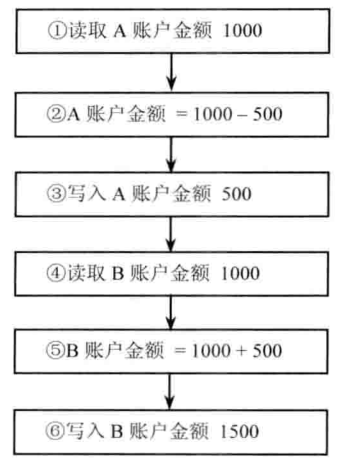 ①读取 A 账户金额 1000
②A 账户金额 = 1000 – 500
③写入 A 账户金额 500
④读取 B 账户金额 1000
⑤B 账户金额 = 1000 + 500
⑥写入 B 账户金额 1500